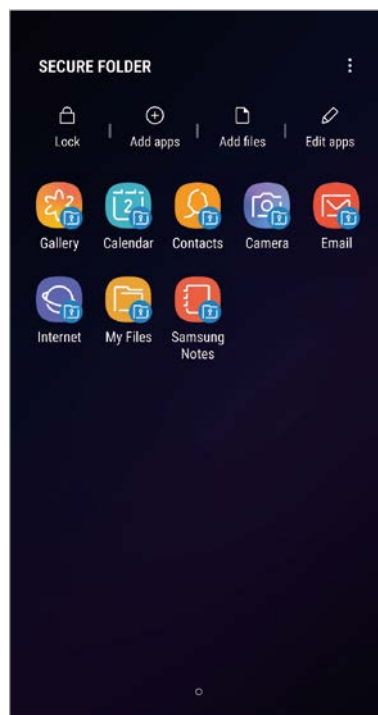 SECURE FOLDER
Lock
Add apps
Add files
Edit apps
2
Gallery
Calendar
Contacts
Camera
Email
Internet
My Files
Samsung
Notes